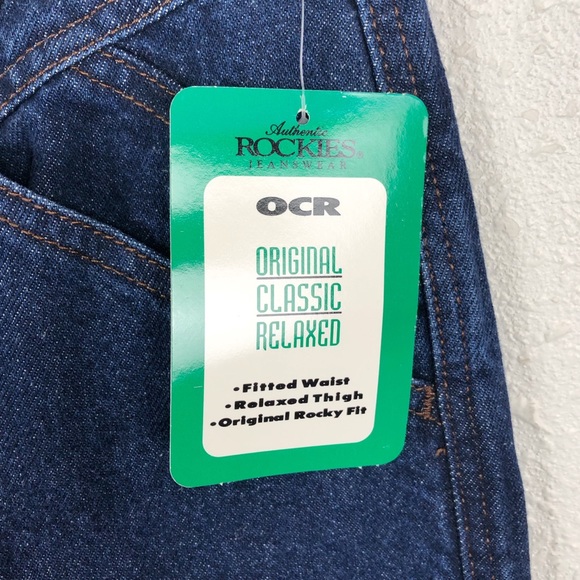 Authentic
ROCKIES®
JEANSWEAR
OCR
ORIGINAL
CLASSIC
RELAXED
•Fitted Waist
•Relaxed Thigh
•Original Rocky Fit